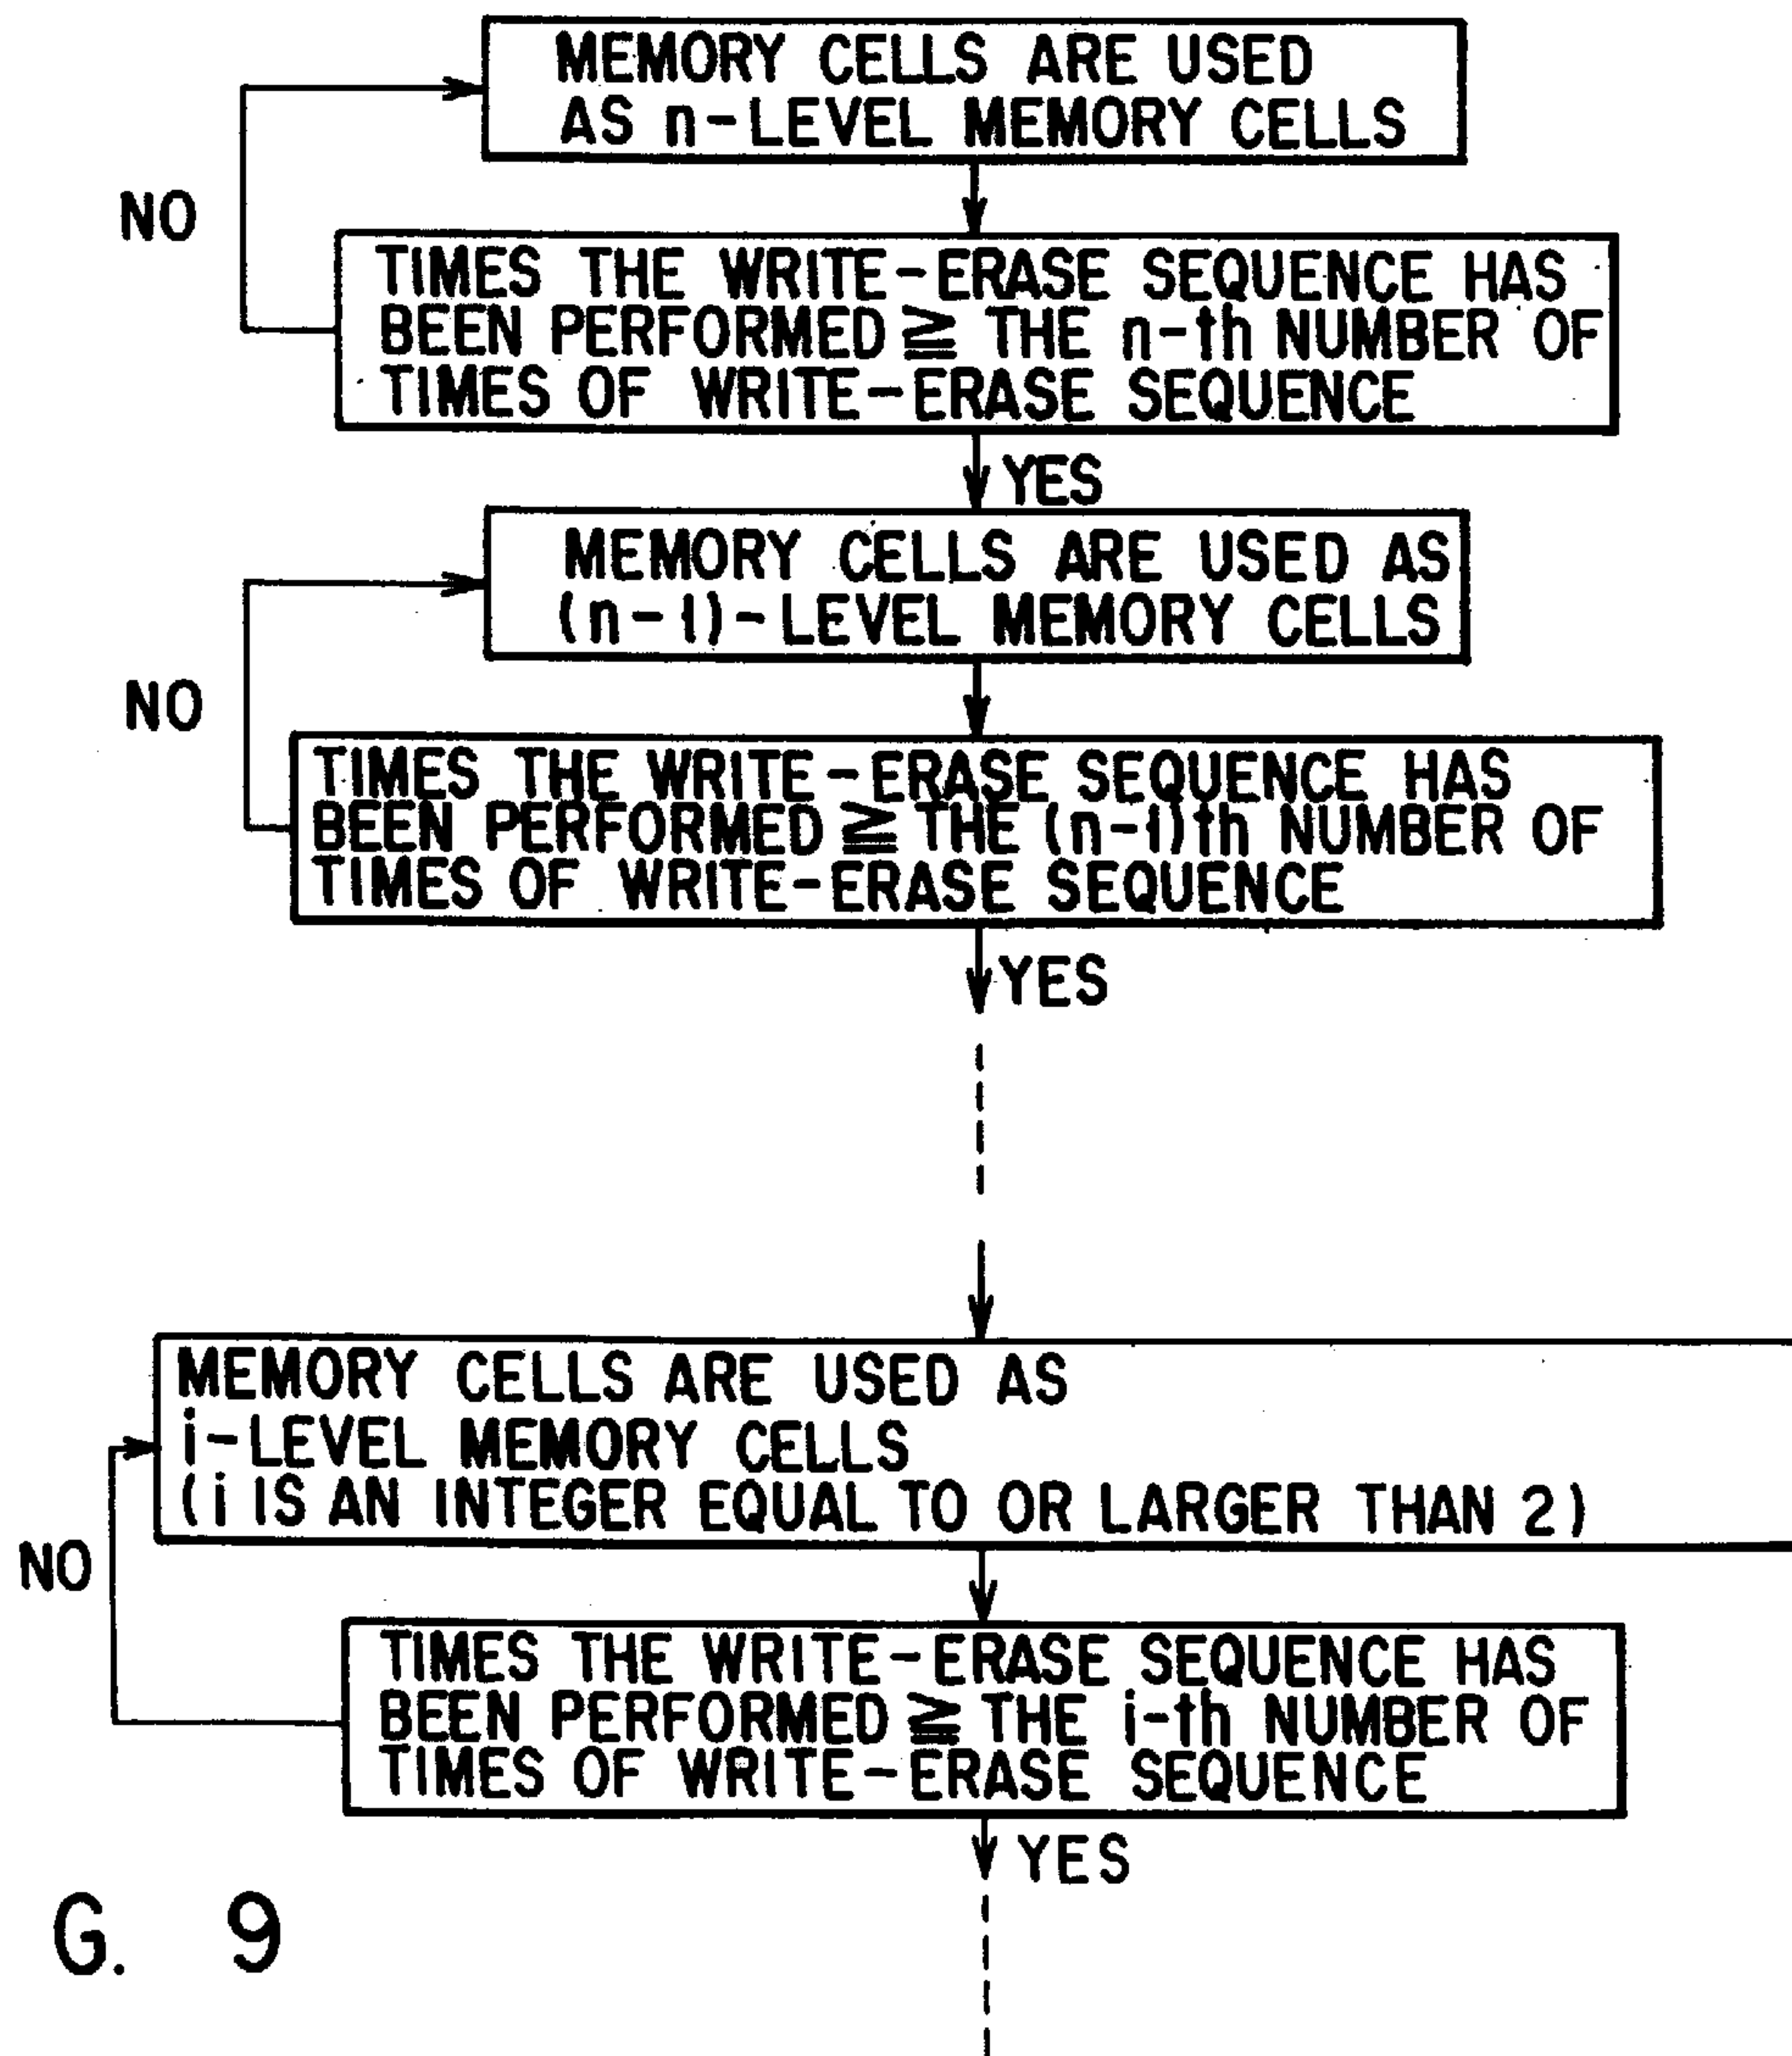 MEMORY CELLS ARE USED
AS n-LEVEL MEMORY CELLS
NO
TIMES THE WRITE-ERASE SEQUENCE HAS
BEEN PERFORMED ≧ THE n-th NUMBER OF
TIMES OF WRITE-ERASE SEQUENCE
YES
MEMORY CELLS ARE USED AS
(n-1)-LEVEL MEMORY CELLS
NO
TIMES THE WRITE-ERASE SEQUENCE HAS
BEEN PERFORMED ≧ THE (n-1)th NUMBER OF
TIMES OF WRITE-ERASE SEQUENCE
YES
MEMORY CELLS ARE USED AS
i-LEVEL MEMORY CELLS
(i IS AN INTEGER EQUAL TO OR LARGER THAN 2)
NO
TIMES THE WRITE-ERASE SEQUENCE HAS
BEEN PERFORMED ≧ THE i-th NUMBER OF
TIMES OF WRITE-ERASE SEQUENCE
YES
G. 9